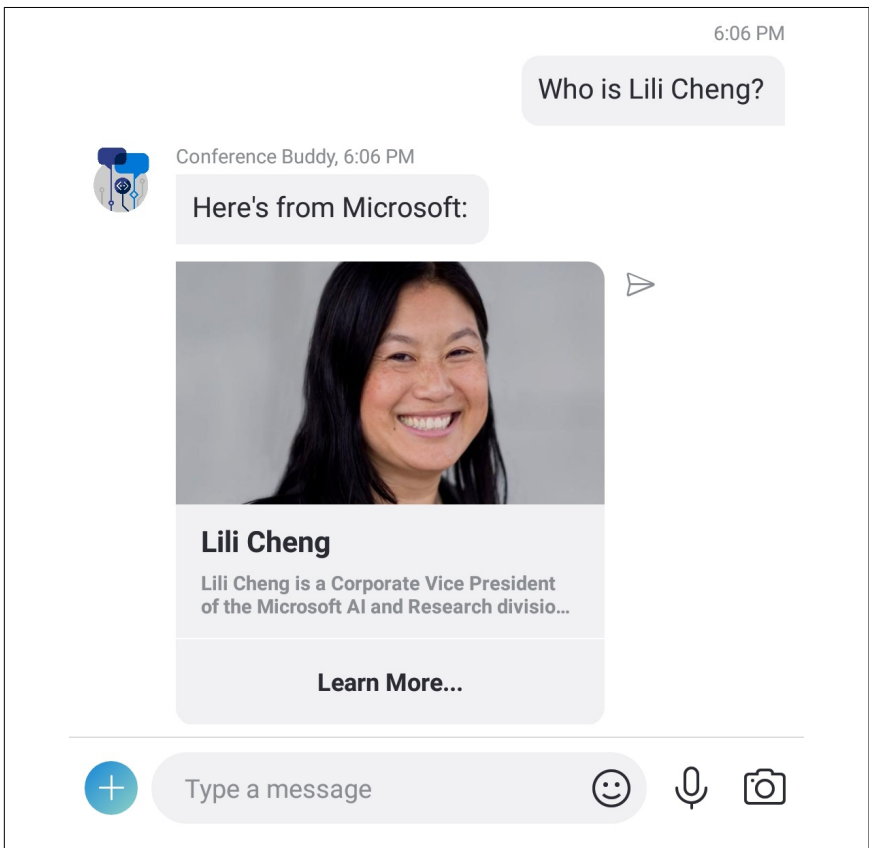 6:06 PM
Who is Lili Cheng?
Conference Buddy, 6:06 PM
Here's from Microsoft:
Lili Cheng
Lili Cheng is a Corporate Vice President
of the Microsoft AI and Research divisio...
Learn More...
Type a message